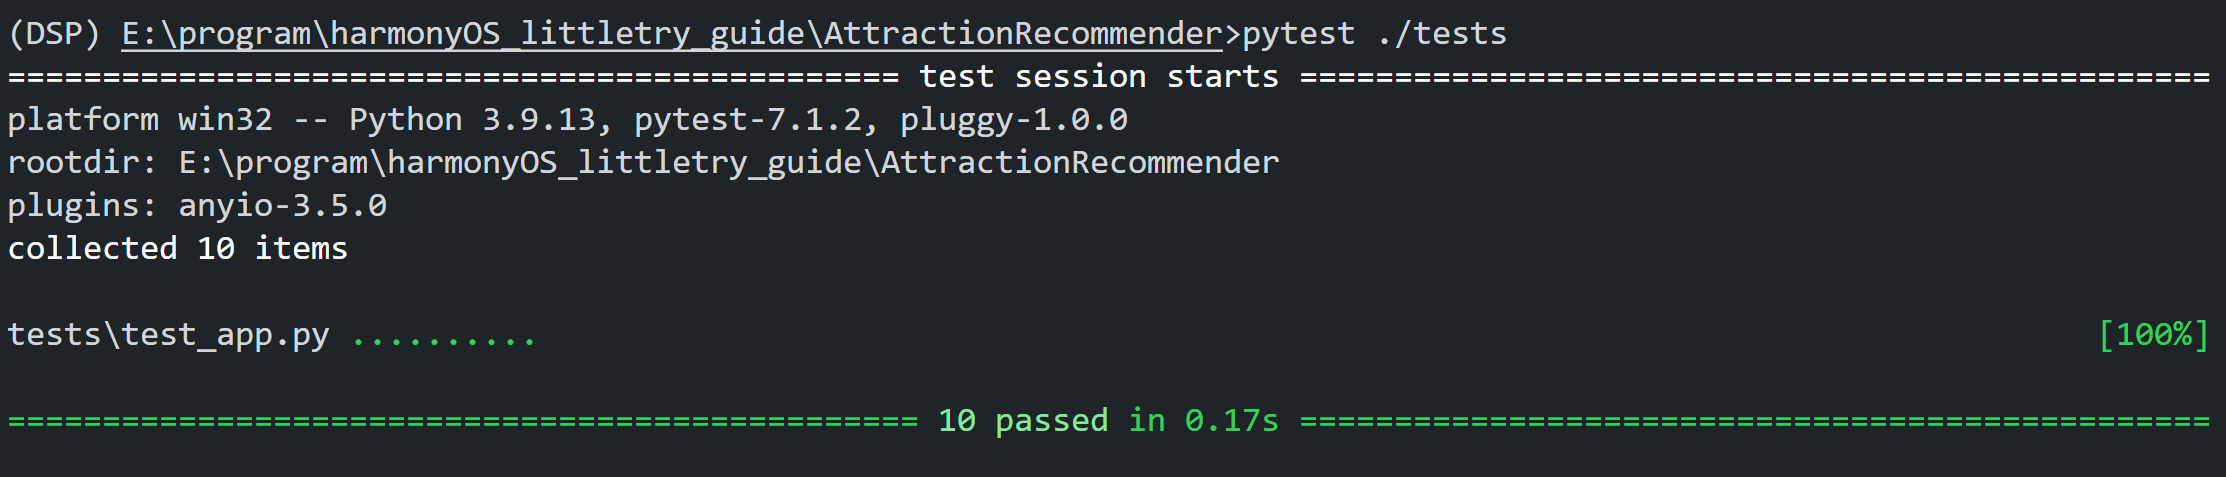 (DSP) E:\program\harmonyOS_littletry_guide\AttractionRecommender>pytest ./tests
=============================================== test session starts ================================================
platform win32 -- Python 3.9.13, pytest-7.1.2, pluggy-1.0.0
rootdir: E:\program\harmonyOS_littletry_guide\AttractionRecommender
plugins: anyio-3.5.0
collected 10 items
tests\test_app.py .......... [100%]
================================================ 10 passed in 0.17s ================================================